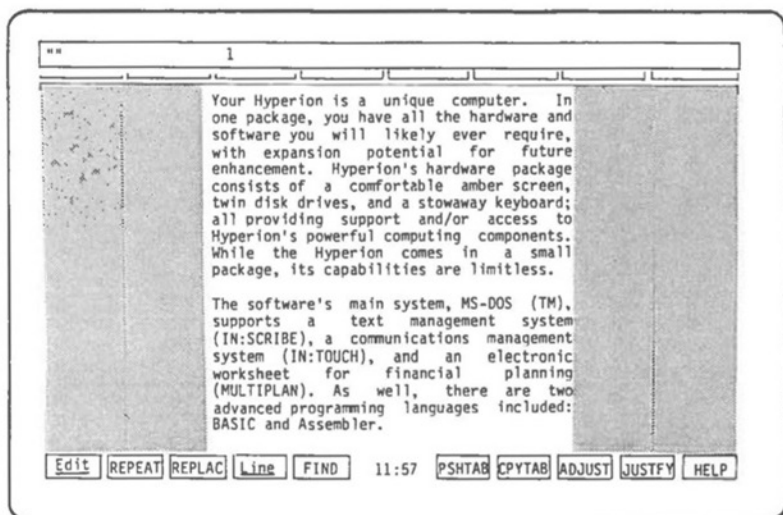 "" 1
Your Hyperion is a unique computer. In
one package, you have all the hardware and
software you will likely ever require,
with expansion potential for future
enhancement. Hyperion's hardware package
consists of a comfortable amber screen,
twin disk drives, and a stowaway keyboard;
all providing support and/or access to
Hyperion's powerful computing components.
While the Hyperion comes in a small
package, its capabilities are limitless.
The software's main system, MS-DOS (TM),
supports a text management system
(IN:SCRIBE), a communications management
system (IN:TOUCH), and an electronic
worksheet for financial planning
(MULTIPLAN). As well, there are two
advanced programming languages included:
BASIC and Assembler.
Edit REPEAT REPLAC Line FIND 11:57 PSHTAB CPYTAB ADJUST JUSTFY HELP